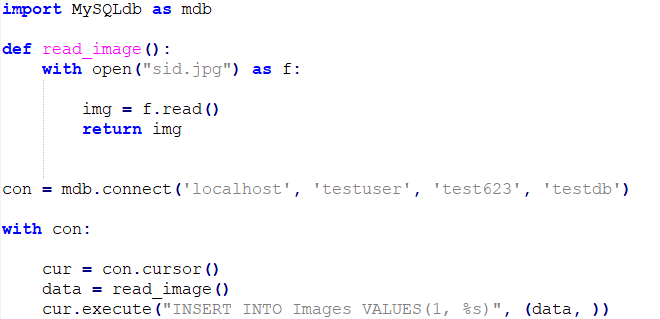 import MySQLdb as mdb
def read_image():
    with open("sid.jpg") as f:
        img = f.read()
        return img
con = mdb.connect('localhost', 'testuser', 'test623', 'testdb')
with con:
    cur = con.cursor()
    data = read_image()
    cur.execute("INSERT INTO Images VALUES(1, %s)", (data, ))